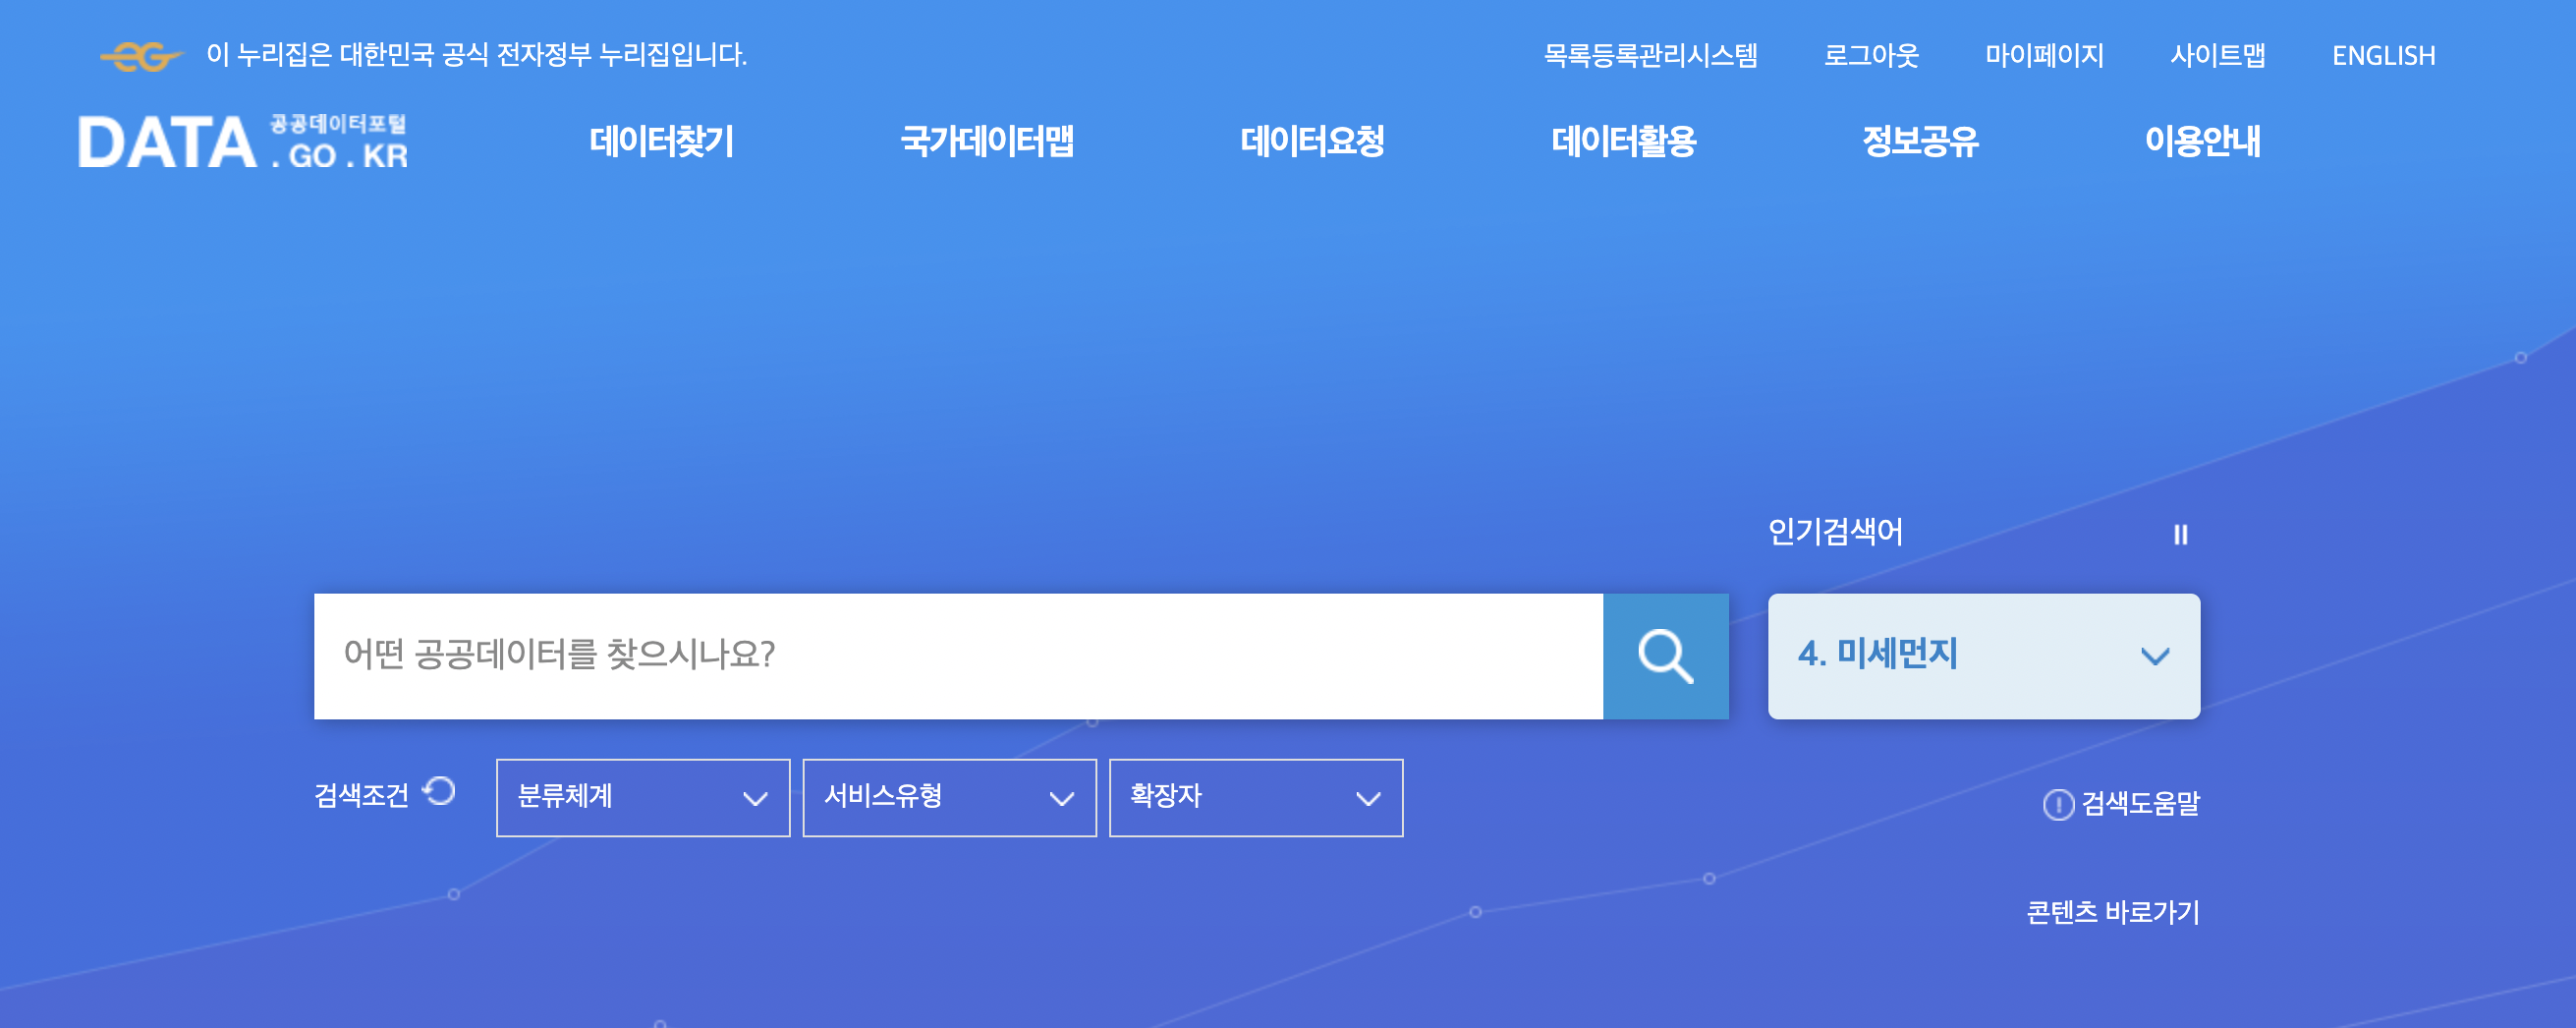 이 누리집은 대한민국 공식 전자정부 누리집입니다.
목록등록관리시스템 로그아웃 마이페이지 사이트맵 ENGLISH
DATA 공공데이터포털
. GO . KR
데이터찾기 국가데이터맵 데이터요청 데이터활용 정보공유 이용안내
인기검색어
어떤 공공데이터를 찾으시나요?
4. 미세먼지
검색조건 분류체계 서비스유형 확장자
검색도움말
콘텐츠 바로가기